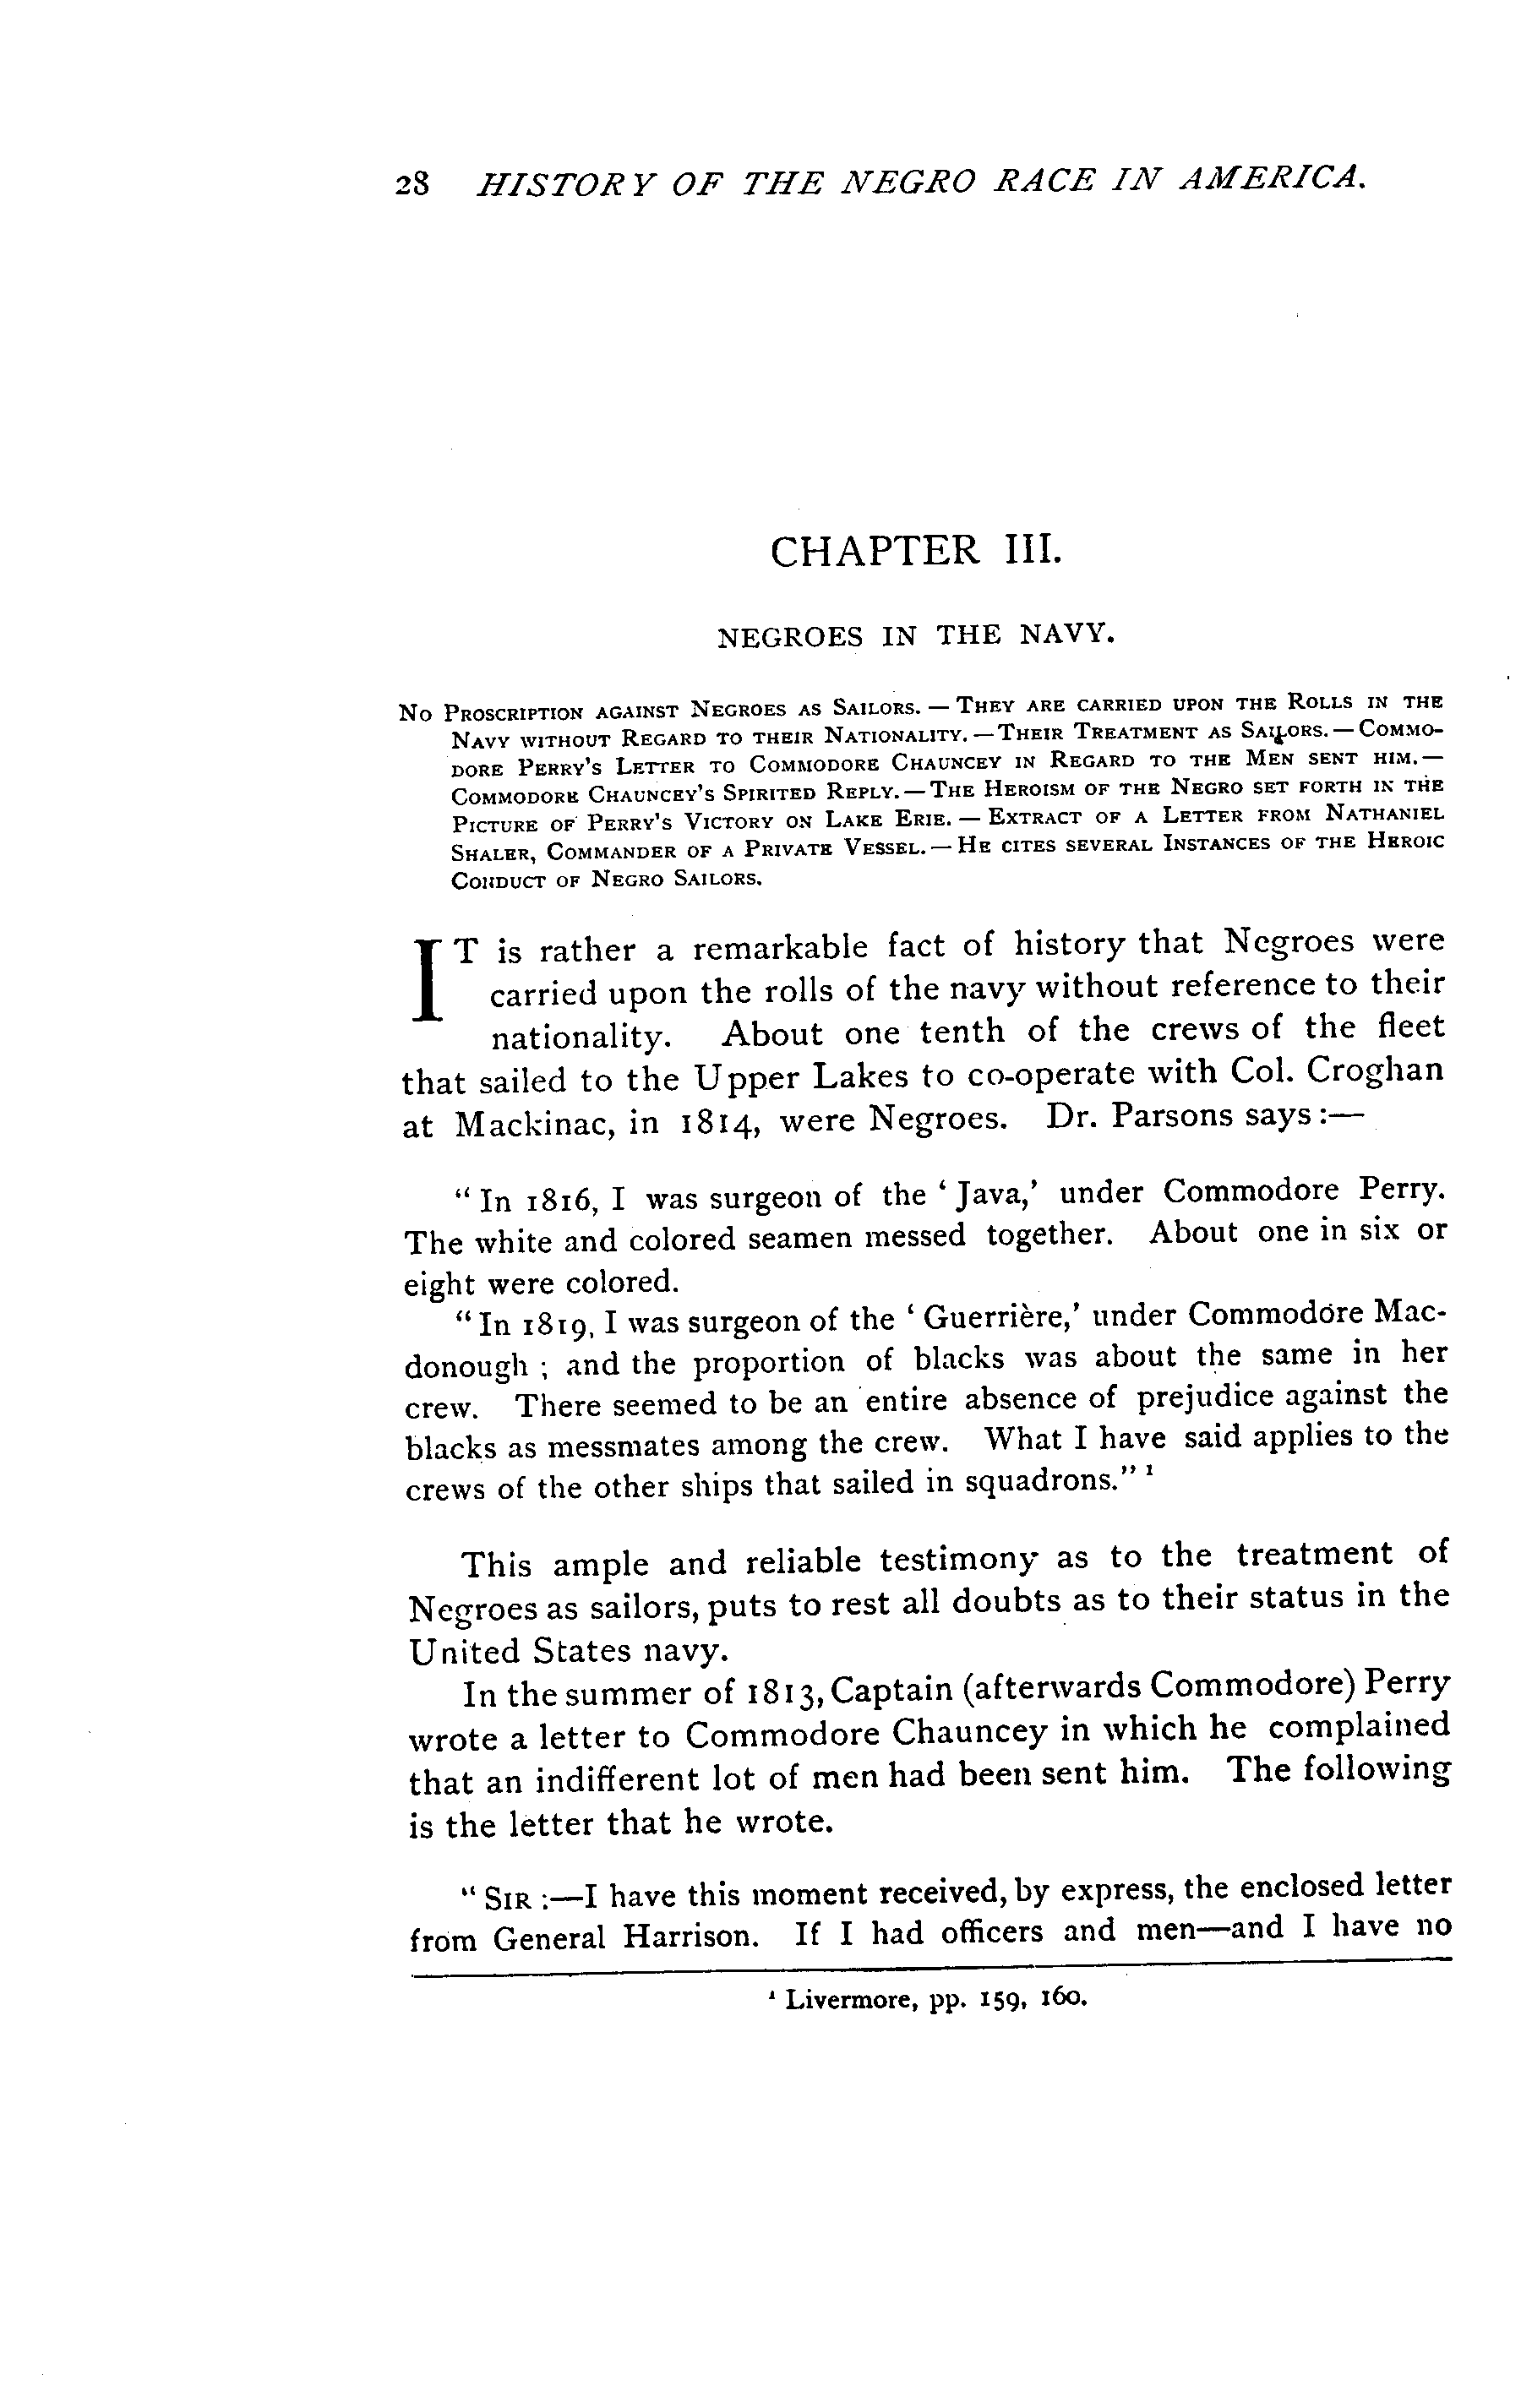 28 HISTORY OF THE NEGRO RACE IN AMERICA.
CHAPTER III.
NEGROES IN THE NAVY.
No Proscription against Negroes as Sailors. — They are carried upon the Rolls in the
Navy without Regard to their Nationality. — Their Treatment as Sailors. — Commo-
dore Perry's Letter to Commodore Chauncey in Regard to the Men sent him. —
Commodore Chauncey's Spirited Reply. — The Heroism of the Negro set forth in the
Picture of Perry's Victory on Lake Erie. — Extract of a Letter from Nathaniel
Shaler, Commander of a Private Vessel. — He cites several Instances of the Heroic
Conduct of Negro Sailors.
IT is rather a remarkable fact of history that Negroes were
carried upon the rolls of the navy without reference to their
nationality. About one tenth of the crews of the fleet
that sailed to the Upper Lakes to co-operate with Col. Croghan
at Mackinac, in 1814, were Negroes. Dr. Parsons says:—
"In 1816, I was surgeon of the 'Java,' under Commodore Perry.
The white and colored seamen messed together. About one in six or
eight were colored.
"In 1819, I was surgeon of the 'Guerrière,' under Commodore Mac-
donough; and the proportion of blacks was about the same in her
crew. There seemed to be an entire absence of prejudice against the
blacks as messmates among the crew. What I have said applies to the
crews of the other ships that sailed in squadrons." ¹
This ample and reliable testimony as to the treatment of
Negroes as sailors, puts to rest all doubts as to their status in the
United States navy.
In the summer of 1813, Captain (afterwards Commodore) Perry
wrote a letter to Commodore Chauncey in which he complained
that an indifferent lot of men had been sent him. The following
is the letter that he wrote.
"Sir:—I have this moment received, by express, the enclosed letter
from General Harrison. If I had officers and men—and I have no
¹ Livermore, pp. 159, 160.